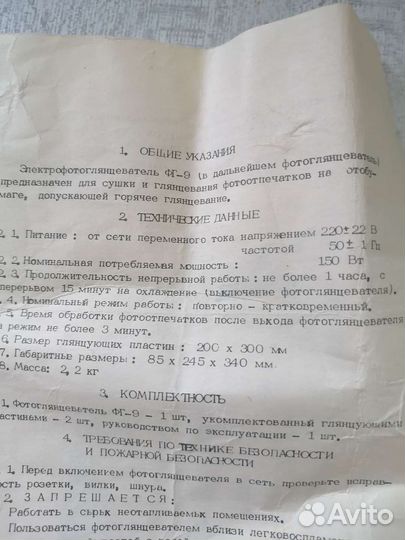 1. ОБЩИЕ УКАЗАНИЯ
Электрофотоглянцеватель ФГ-9 (в дальнейшем фотоглянцеватель)
предназначен для сушки и глянцевания фотоотпечатков на фотобу-
маге, допускающей горячее глянцевание.
2. ТЕХНИЧЕСКИЕ ДАННЫЕ
2. 1. Питание: от сети переменного тока напряжением 220±22 В
частотой 50±1 Гц
2. 2. Номинальная потребляемая мощность: 150 Вт
2. 3. Продолжительность непрерывной работы: не более 1 часа, с
перерывом 15 минут на охлаждение (выключение фотоглянцевателя).
4. Номинальный режим работы: повторно - кратковременный.
5. Время обработки фотоотпечатков после выхода фотоглянцевателя
на режим не более 3 минут.
6. Размер глянцующих пластин: 200 х 300 мм
7. Габаритные размеры: 85 х 245 х 340 мм.
8. Масса: 2,2 кг
3. КОМПЛЕКТНОСТЬ
1. Фотоглянцеватель ФГ-9 - 1 шт, укомплектованный глянцующими
пластинами - 2 шт, руководством по эксплуатации - 1 шт.
4. ТРЕБОВАНИЯ ПО ТЕХНИКЕ БЕЗОПАСНОСТИ
И ПОЖАРНОЙ БЕЗОПАСНОСТИ
1. Перед включением фотоглянцевателя в сеть проверьте исправ-
ность розетки, вилки, шнура.
2. ЗАПРЕЩАЕТСЯ:
Работать в сырых неотапливаемых помещениях.
Пользоваться фотоглянцевателем вблизи легковоспламе
Avito